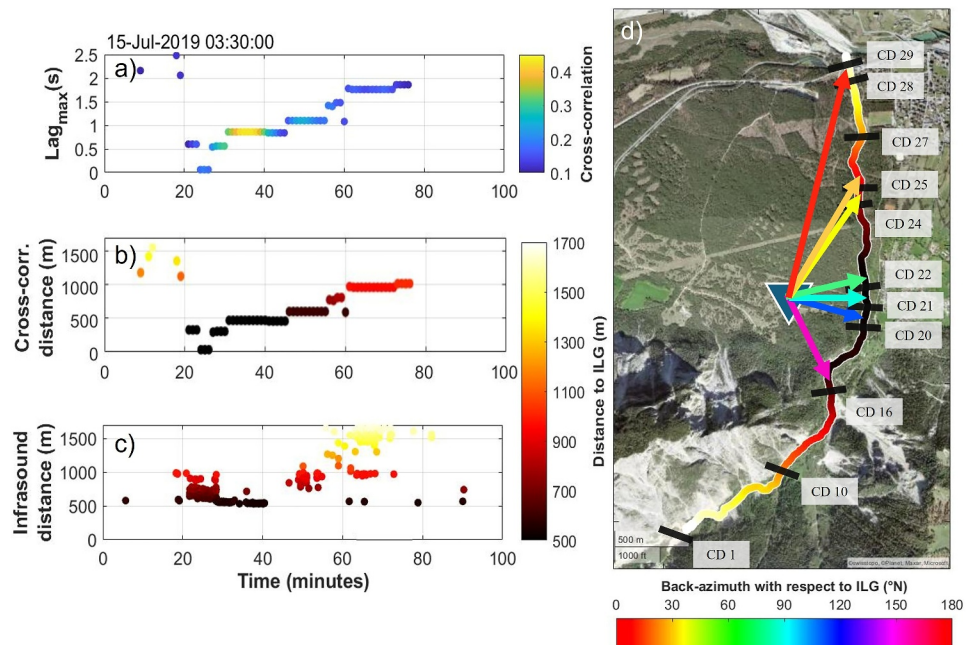 15-Jul-2019 03:30:00
a)
Lagmax(s)
2.5
2
1.5
1
0.5
0
0 20 40 60 80 100
0.4
0.3
0.2
0.1
Cross-correlation
b)
Cross-corr.
distance (m)
1500
1000
500
0
0 20 40 60 80 100
c)
Infrasound
distance (m)
1500
1000
500
0
0 20 40 60 80 100
Time (minutes)
1700
1500
1300
1100
900
700
500
Distance to ILG (m)
d)
CD 29
CD 28
CD 27
CD 25
CD 24
CD 22
CD 21
CD 20
CD 16
CD 10
CD 1
500 m
1000 ft
Back-azimuth with respect to ILG (°N)
0 30 60 90 120 150 180